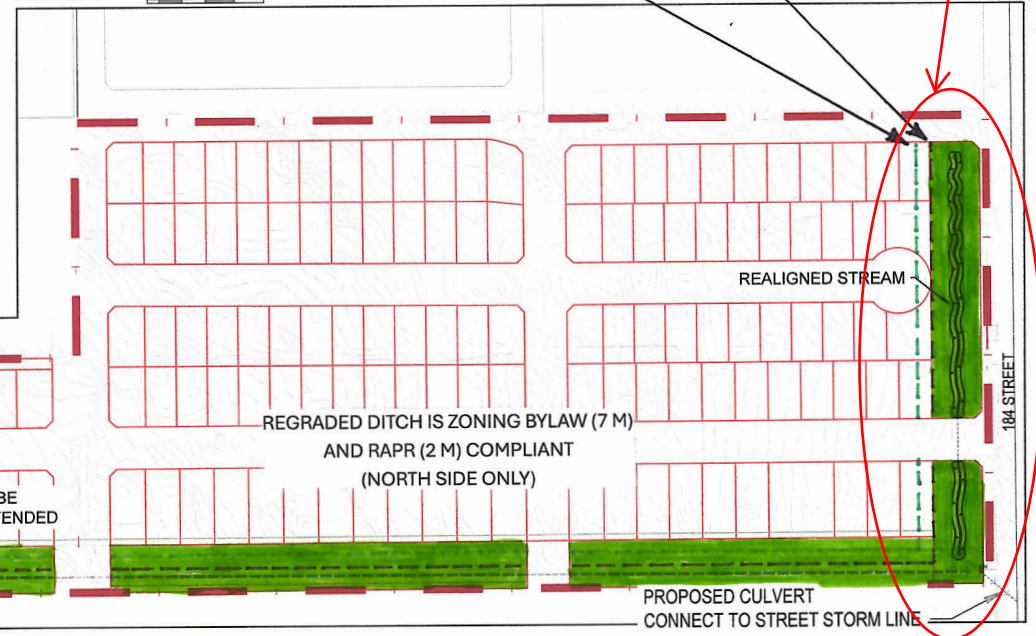 REALIGNED STREAM
184 STREET
REGRADED DITCH IS ZONING BYLAW (7 M)
AND RAPR (2 M) COMPLIANT
(NORTH SIDE ONLY)
BE
TENDED
PROPOSED CULVERT
CONNECT TO STREET STORM LINE